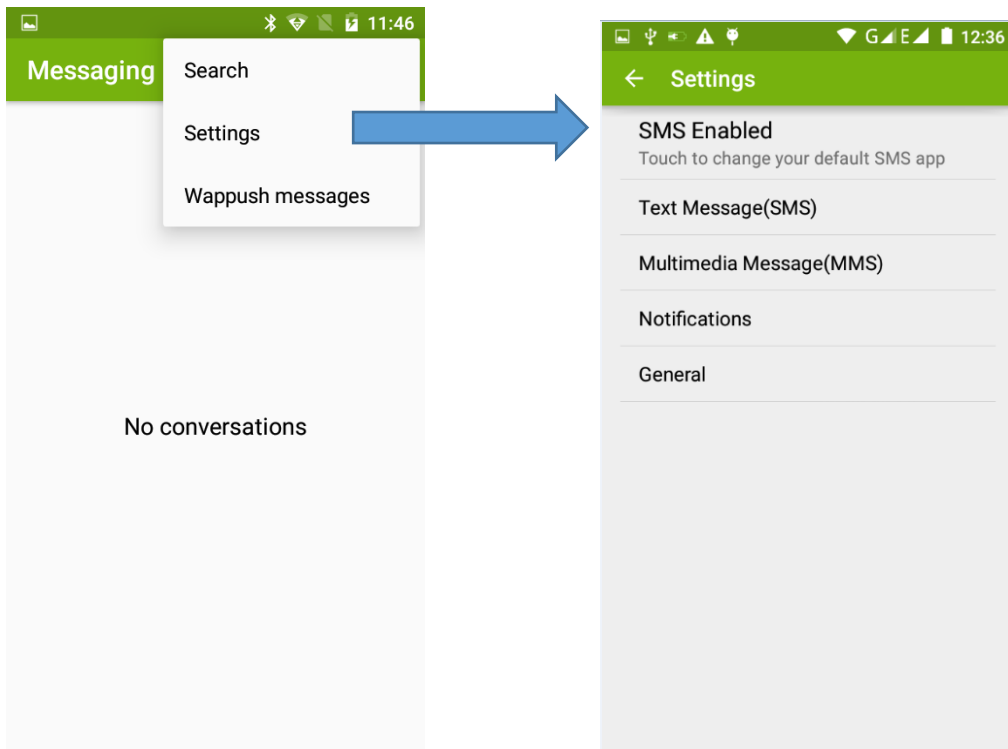 11:46
Messaging
Search
Settings
Wappush messages
No conversations
G E 12:36
Settings
SMS Enabled
Touch to change your default SMS app
Text Message(SMS)
Multimedia Message(MMS)
Notifications
General